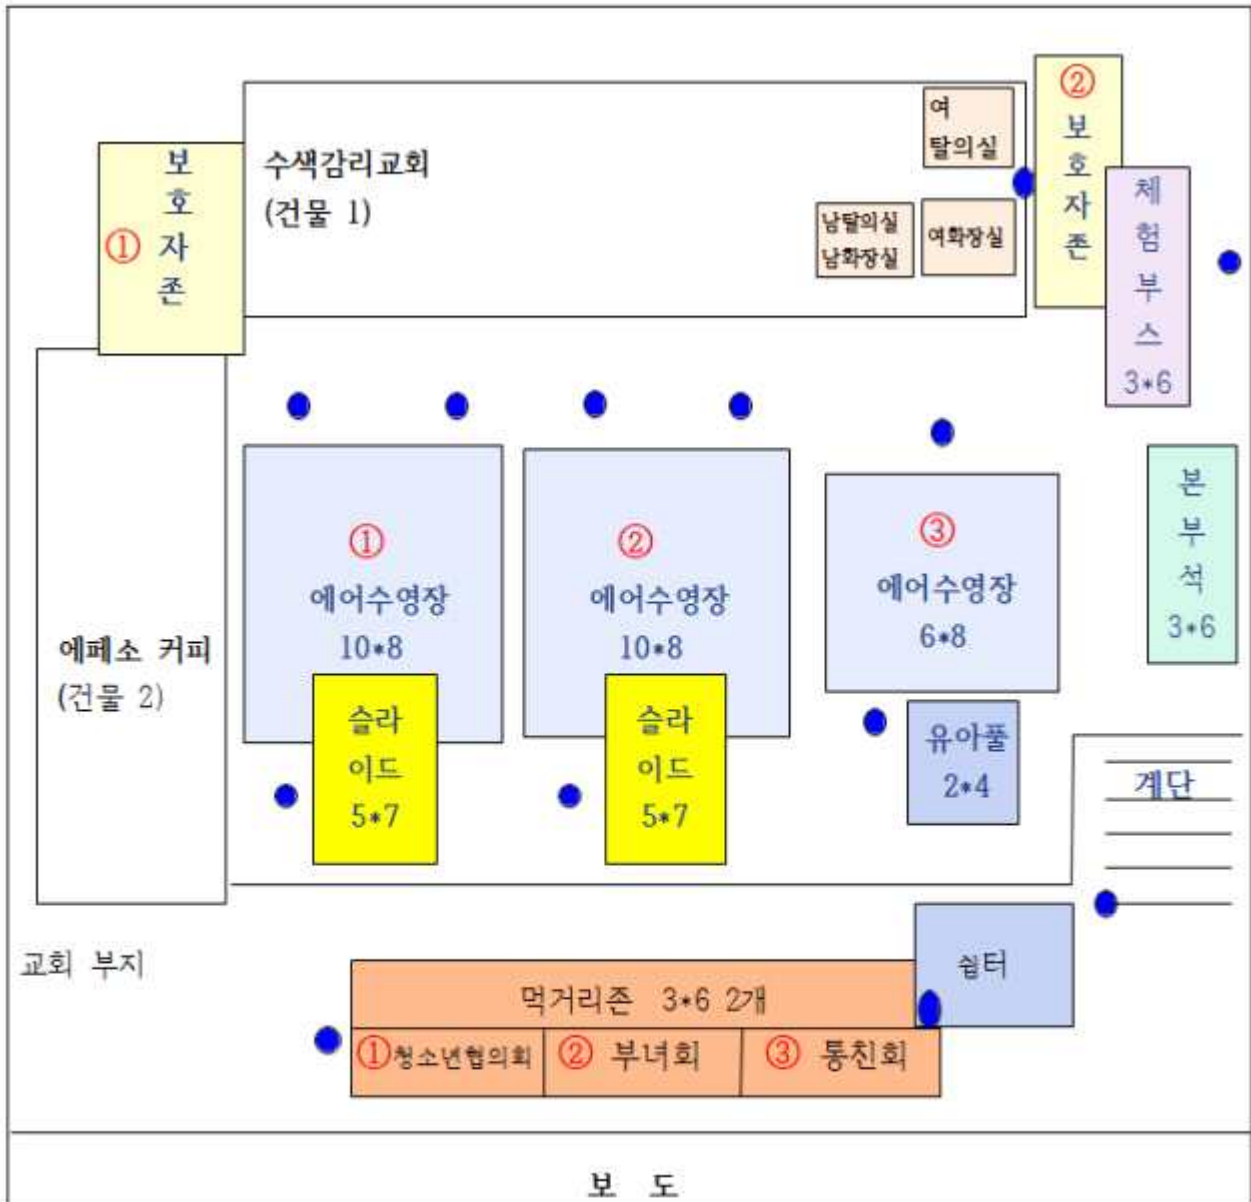 수색감리교회
(건물 1)
여
탈의실
남탈의실
남화장실
여화장실
①
보
호
자
존
②
보
호
자
존
체
험
부
스
3*6
에페소 커피
(건물 2)
①
에어수영장
10*8
슬라
이드
5*7
②
에어수영장
10*8
슬라
이드
5*7
③
에어수영장
6*8
유아풀
2*4
본
부
석
3*6
계단
교회 부지
쉼터
먹거리존 3*6 2개
①청소년협의회
② 부녀회
③ 통친회
보 도